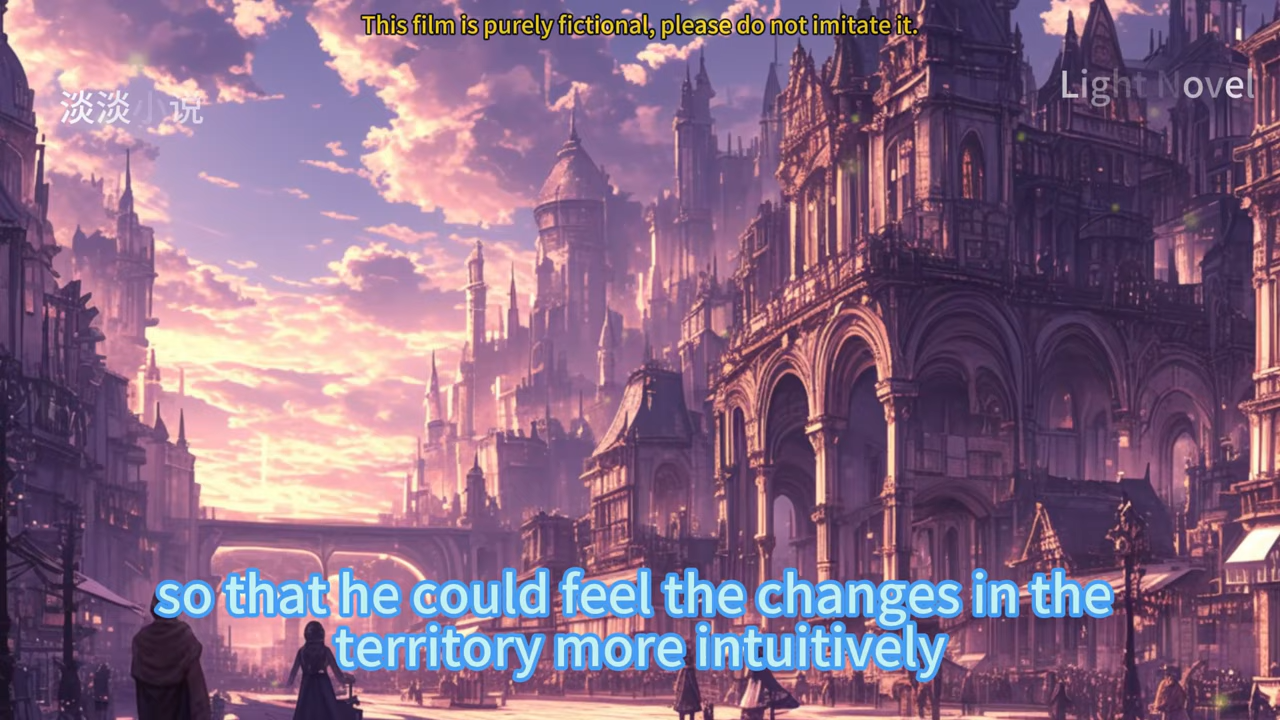 This film is purely fictional, please do not imitate it.
Light Novel
淡淡小说
so that he could feel the changes in the
territory more intuitively